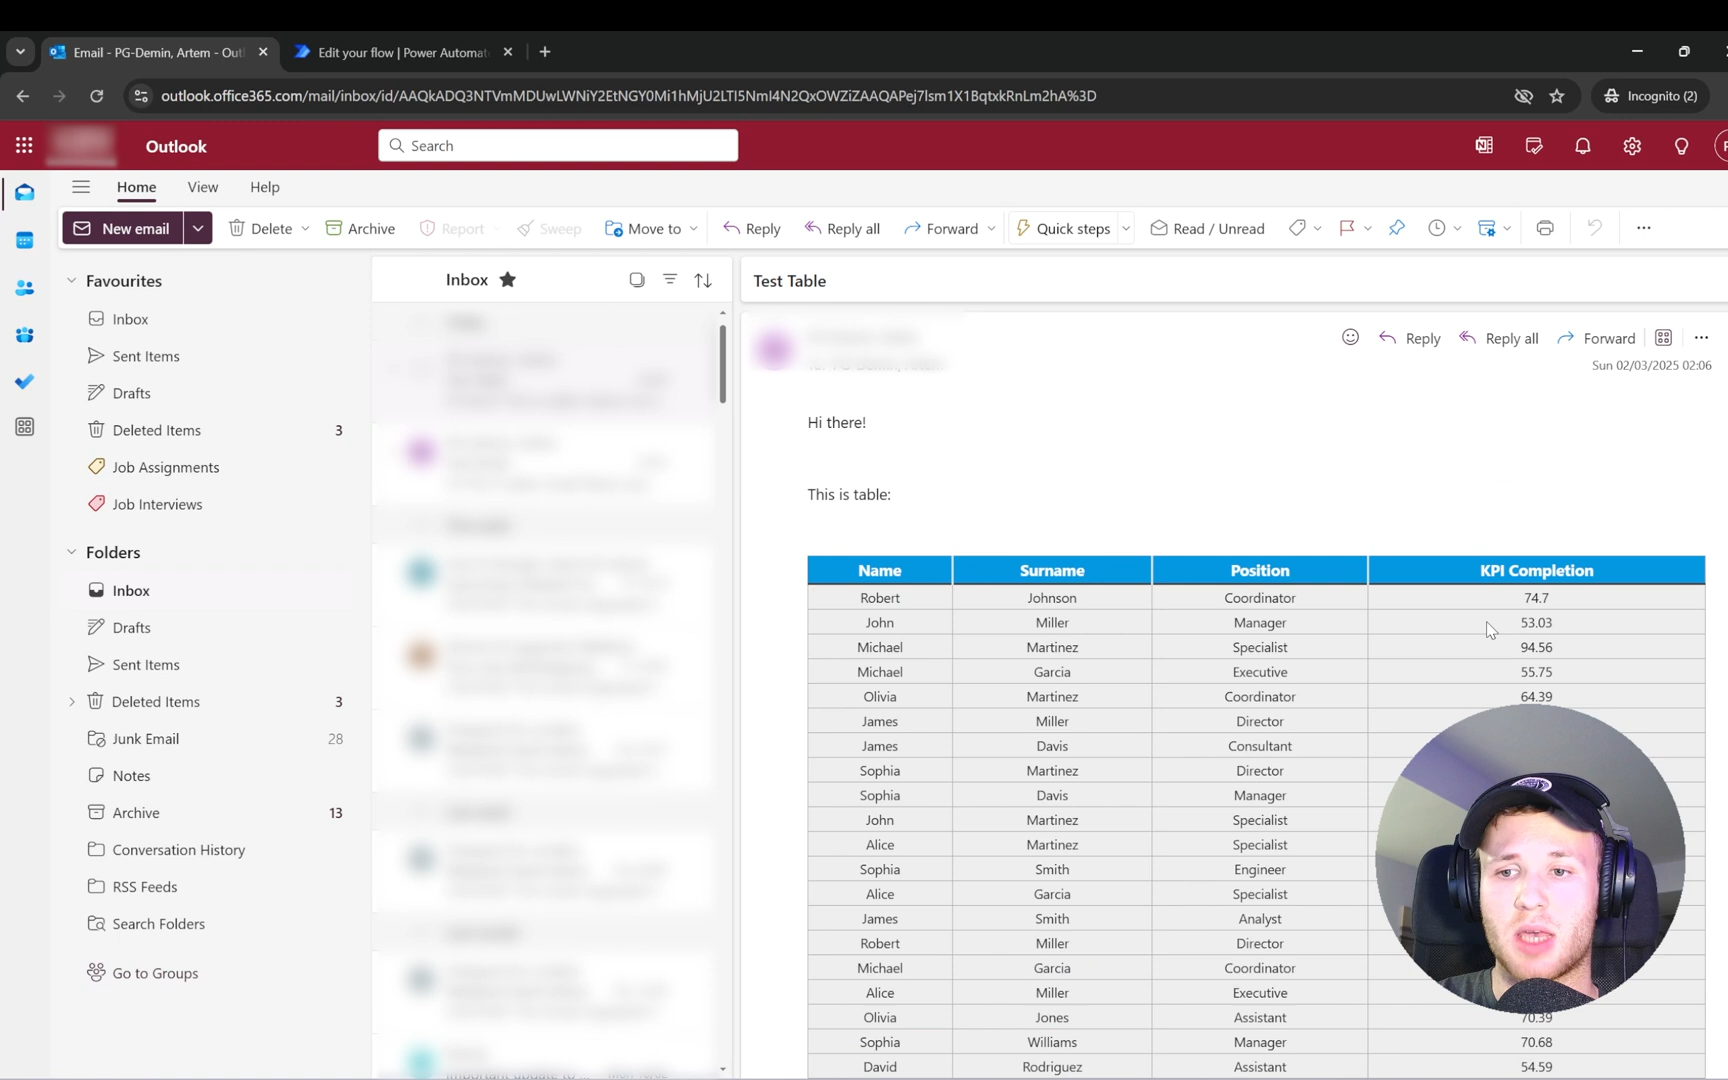 Email - PG-Demin, Artem - Outl
Edit your flow | Power Automat
outlook.office365.com/mail/inbox/id/AAQkADQ3NTVmMDUwLWNiY2EtNGY0Mi1hMjU2LTI5NmI4N2QxOWZiZAAQAPej7lsm1X1BqtxkRnLm2hA%3D
Incognito (2)
Outlook
Search
Home View Help
New email Delete Archive Report Sweep Move to Reply Reply all Forward Quick steps Read / Unread
Favourites
Inbox
Sent Items
Drafts
Deleted Items 3
Job Assignments
Job Interviews
Folders
Inbox
Drafts
Sent Items
Deleted Items 3
Junk Email 28
Notes
Archive 13
Conversation History
RSS Feeds
Search Folders
Go to Groups
Inbox
Test Table
Reply Reply all Forward
Sun 02/03/2025 02:06
Hi there!
This is table:
Name Surname Position KPI Completion
Robert Johnson Coordinator 74.7
John Miller Manager 53.03
Michael Martinez Specialist 94.56
Michael Garcia Executive 55.75
Olivia Martinez Coordinator 64.39
James Miller Director
James Davis Consultant
Sophia Martinez Director
Sophia Davis Manager
John Martinez Specialist
Alice Martinez Specialist
Sophia Smith Engineer
Alice Garcia Specialist
James Smith Analyst
Robert Miller Director
Michael Garcia Coordinator
Alice Miller Executive
Olivia Jones Assistant 70.39
Sophia Williams Manager 70.68
David Rodriguez Assistant 54.59